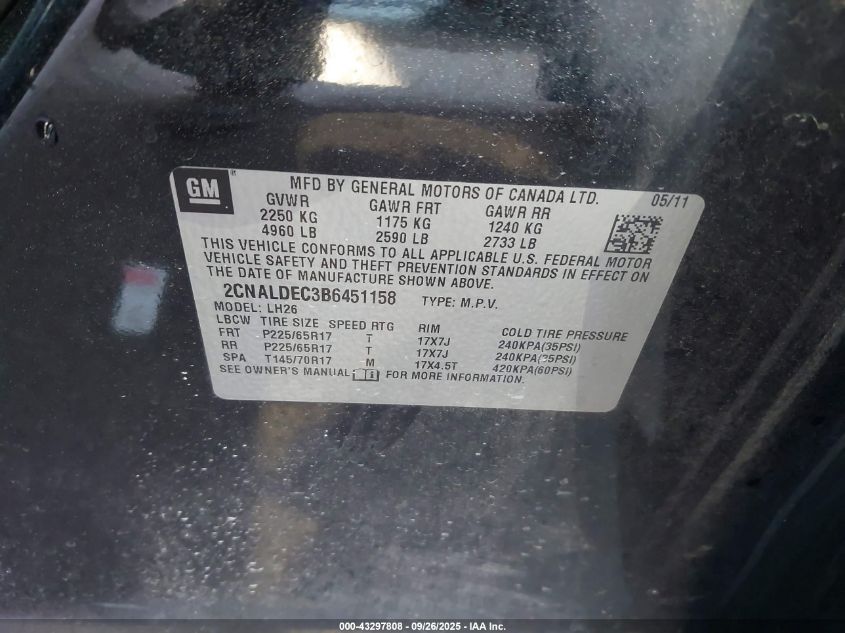 GM
MFD BY GENERAL MOTORS OF CANADA LTD. 05/11
GVWR GAWR FRT GAWR RR
2250 KG 1175 KG 1240 KG
4960 LB 2590 LB 2733 LB
THIS VEHICLE CONFORMS TO ALL APPLICABLE U.S. FEDERAL MOTOR
VEHICLE SAFETY AND THEFT PREVENTION STANDARDS IN EFFECT ON
THE DATE OF MANUFACTURE SHOWN ABOVE.
2CNALDEC3B6451158 TYPE: M.P.V.
MODEL: LH26
LBCW TIRE SIZE SPEED RTG RIM COLD TIRE PRESSURE
FRT P225/65R17 T 17X7J 240KPA(35PSI)
RR P225/65R17 T 17X7J 240KPA(35PSI)
SPA T145/70R17 M 17X4.5T 420KPA(60PSI)
SEE OWNER'S MANUAL FOR MORE INFORMATION.
000-43297808 - 09/26/2025 - IAA Inc.